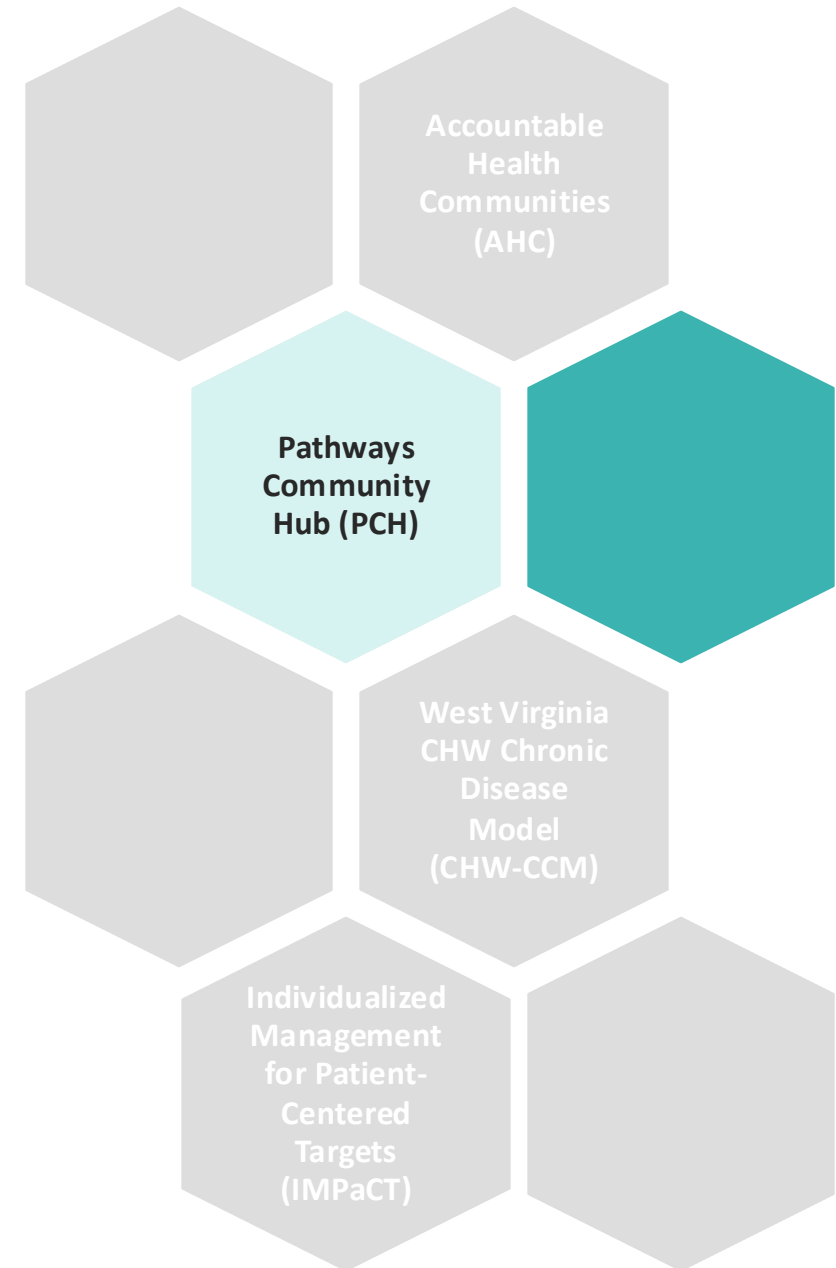 Accountable
Health
Communities
(AHC)
Pathways
Community
Hub (PCH)
West Virginia
CHW Chronic
Disease
Model
(CHW-CCM)
Individualized
Management
for Patient-
Centered
Targets
(IMPaCT)